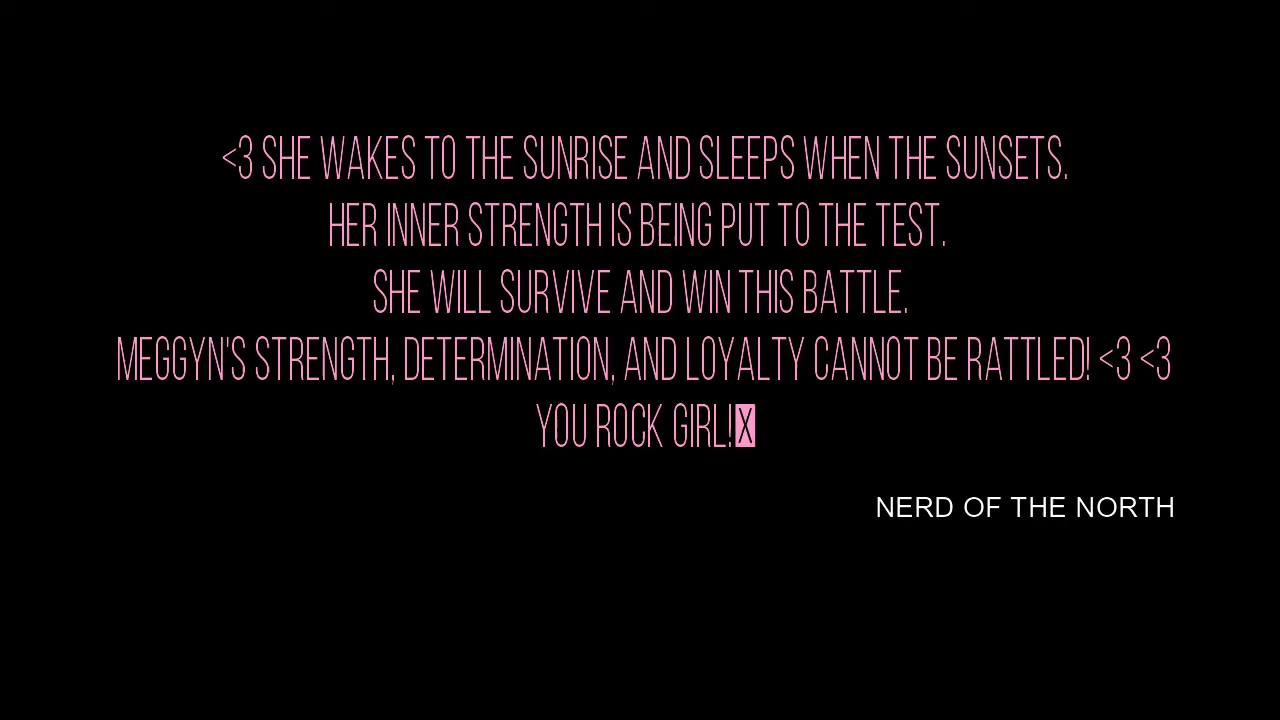 <3 SHE WAKES TO THE SUNRISE AND SLEEPS WHEN THE SUNSETS.
HER INNER STRENGTH IS BEING PUT TO THE TEST.
SHE WILL SURVIVE AND WIN THIS BATTLE.
MEGGYN'S STRENGTH, DETERMINATION, AND LOYALTY CANNOT BE RATTLED! <3 <3
YOU ROCK GIRL!
NERD OF THE NORTH